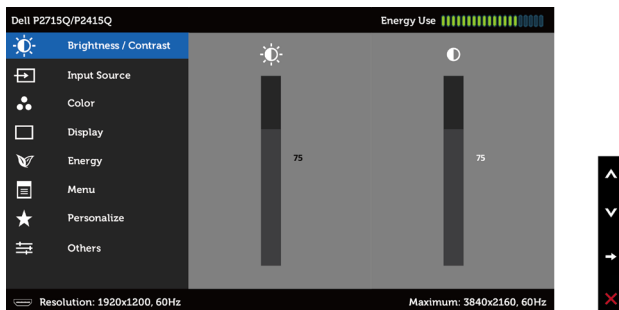 Dell P2715Q/P2415Q
Energy Use
Brightness / Contrast
Input Source
Color
Display
Energy
Menu
Personalize
Others
75
75
Resolution: 1920x1200, 60Hz
Maximum: 3840x2160, 60Hz